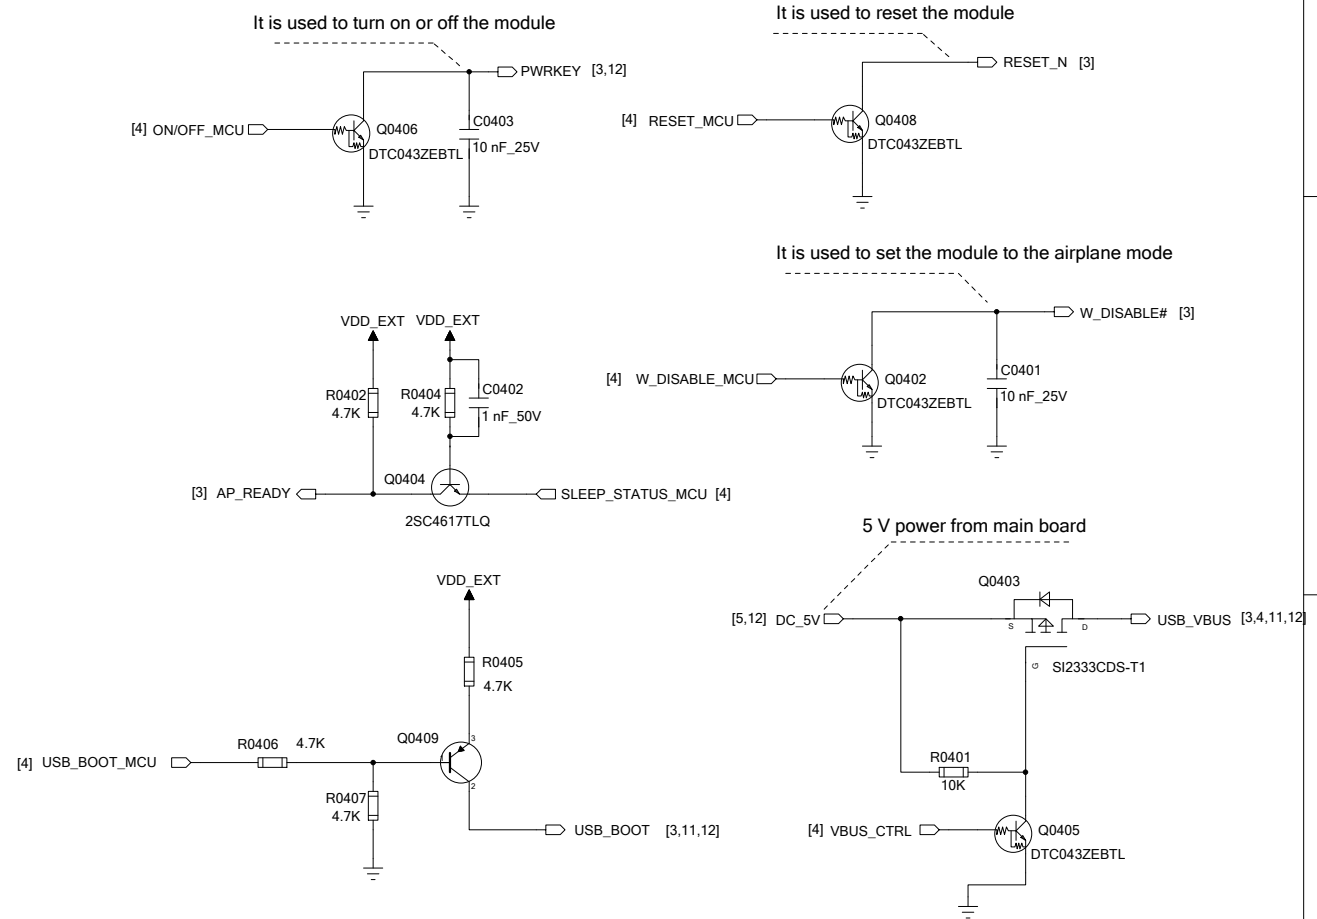 It is used to turn on or off the module
PWRKEY [3,12]
[4] ON/OFF_MCU
Q0406
DTC043ZEBTL
C0403
10 nF_25V
It is used to reset the module
RESET_N [3]
[4] RESET_MCU
Q0408
DTC043ZEBTL
It is used to set the module to the airplane mode
W_DISABLE# [3]
[4] W_DISABLE_MCU
Q0402
DTC043ZEBTL
C0401
10 nF_25V
VDD_EXT VDD_EXT
R0402
4.7K
R0404
4.7K
C0402
1 nF_50V
Q0404
[3] AP_READY
SLEEP_STATUS_MCU [4]
2SC4617TLQ
5 V power from main board
Q0403
[5,12] DC_5V
S
D
G
USB_VBUS [3,4,11,12]
SI2333CDS-T1
R0401
10K
[4] VBUS_CTRL
Q0405
DTC043ZEBTL
VDD_EXT
R0405
4.7K
R0406 4.7K
Q0409
[4] USB_BOOT_MCU
1
3
2
R0407
4.7K
USB_BOOT [3,11,12]